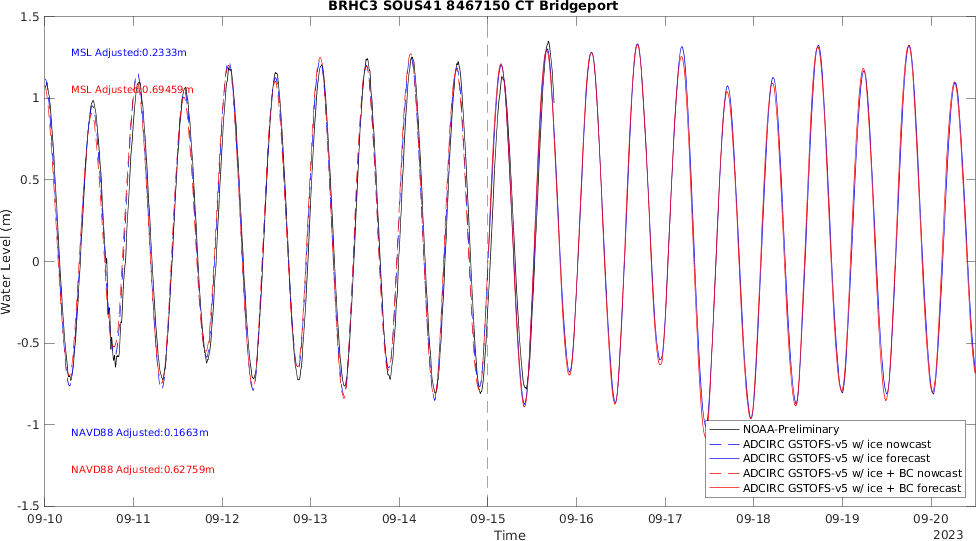 BRHC3 SOUS41 8467150 CT Bridgeport
1.5
MSL Adjusted:0.2333m
MSL Adjusted:0.69459m
1
0.5
0
-0.5
-1
-1.5
Water Level (m)
NAVD88 Adjusted:0.1663m
NAVD88 Adjusted:0.62759m
NOAA-Preliminary
ADCIRC GSTOFS-v5 w/ ice nowcast
ADCIRC GSTOFS-v5 w/ ice forecast
ADCIRC GSTOFS-v5 w/ ice + BC nowcast
ADCIRC GSTOFS-v5 w/ ice + BC forecast
09-10 09-11 09-12 09-13 09-14 09-15 09-16 09-17 09-18 09-19 09-20
Time
2023